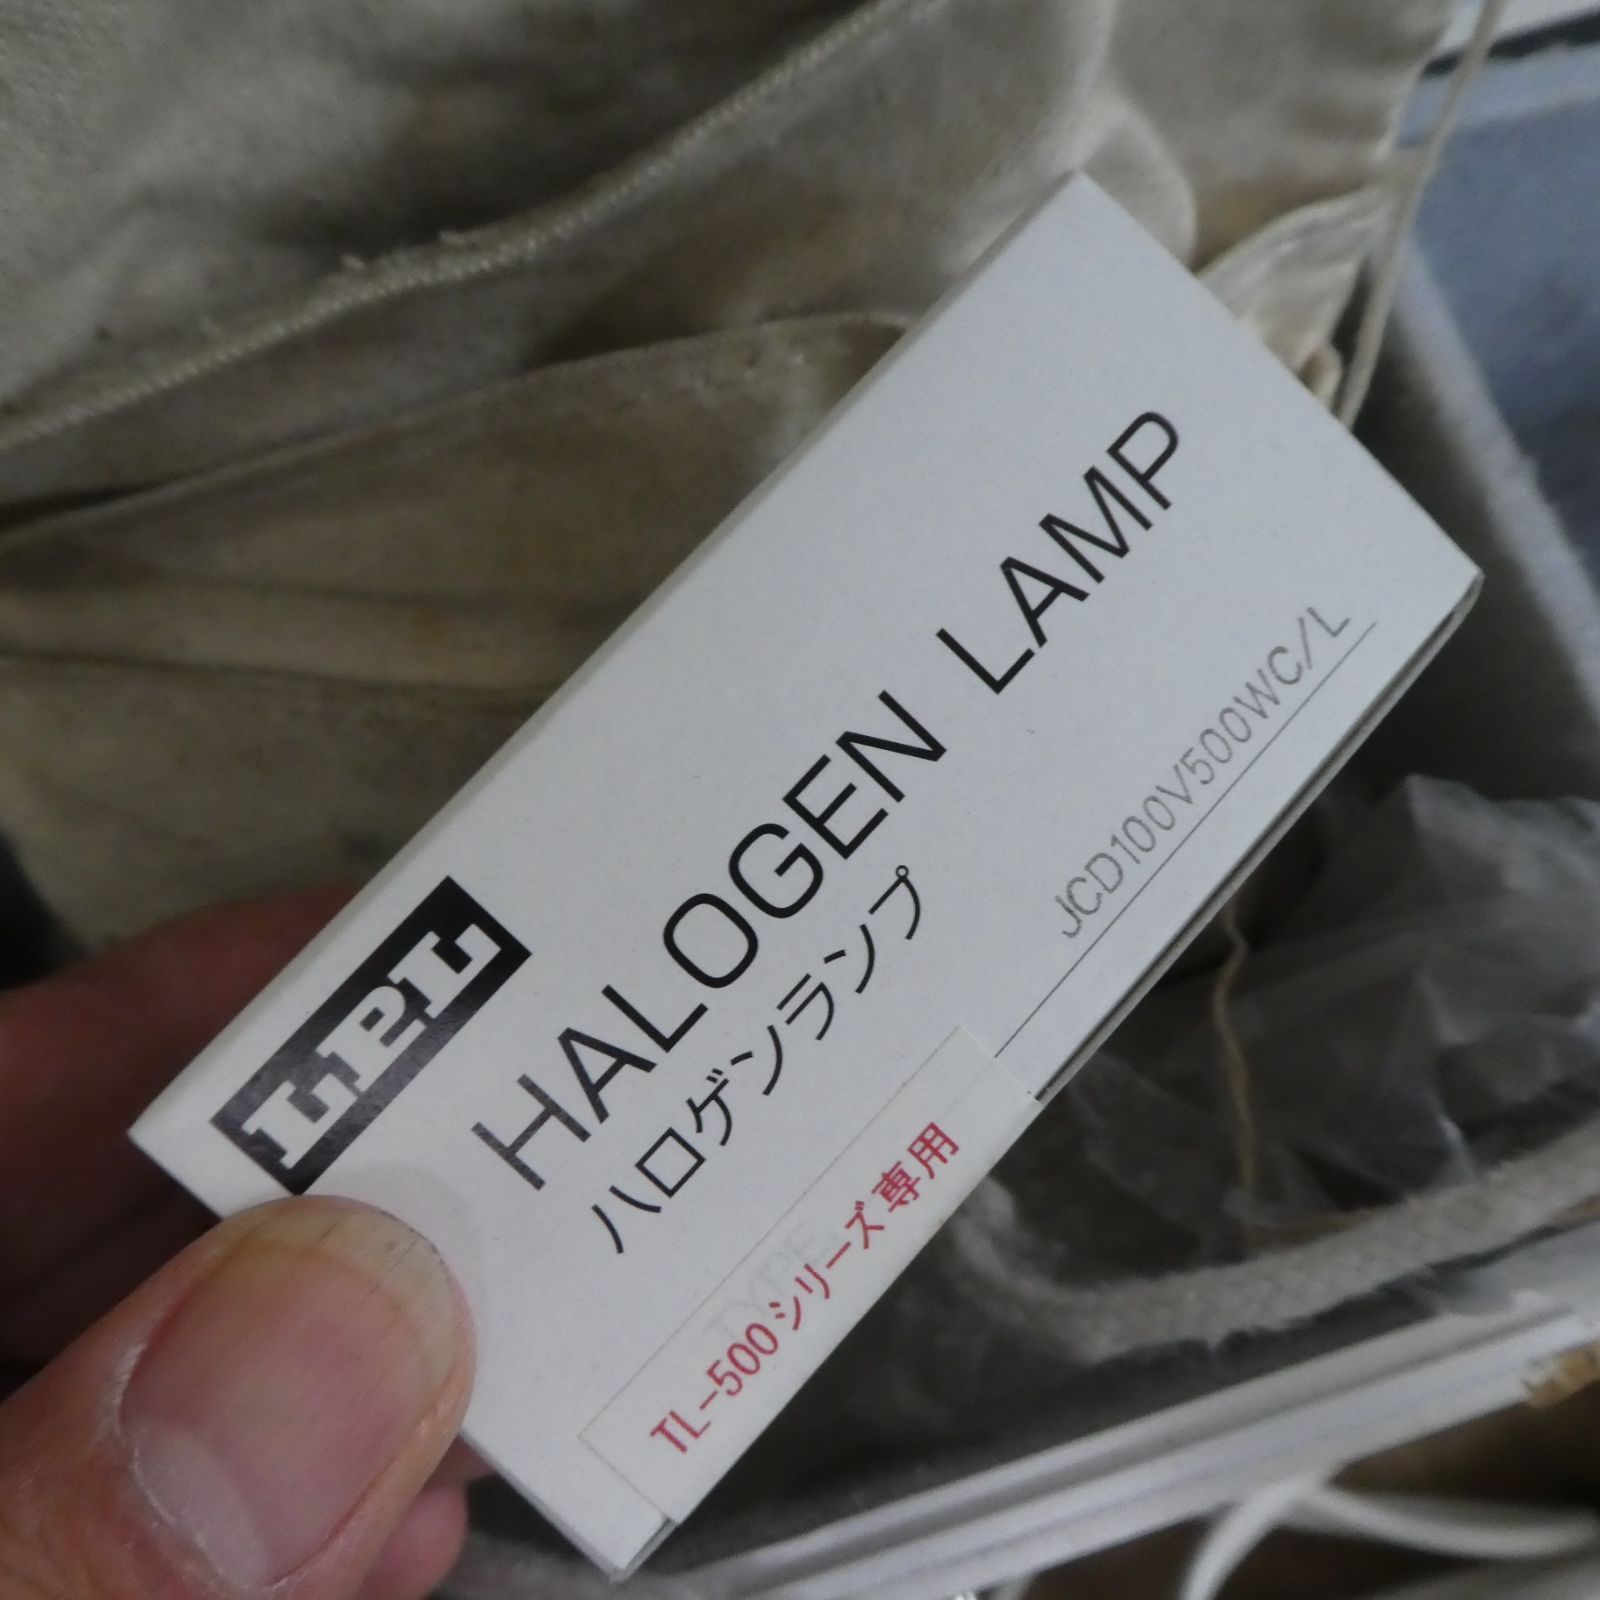 LPL
HALOGEN LAMP
ハロゲンランプ
JCD100V500WC/L
TYPE
TL-500シリーズ専用